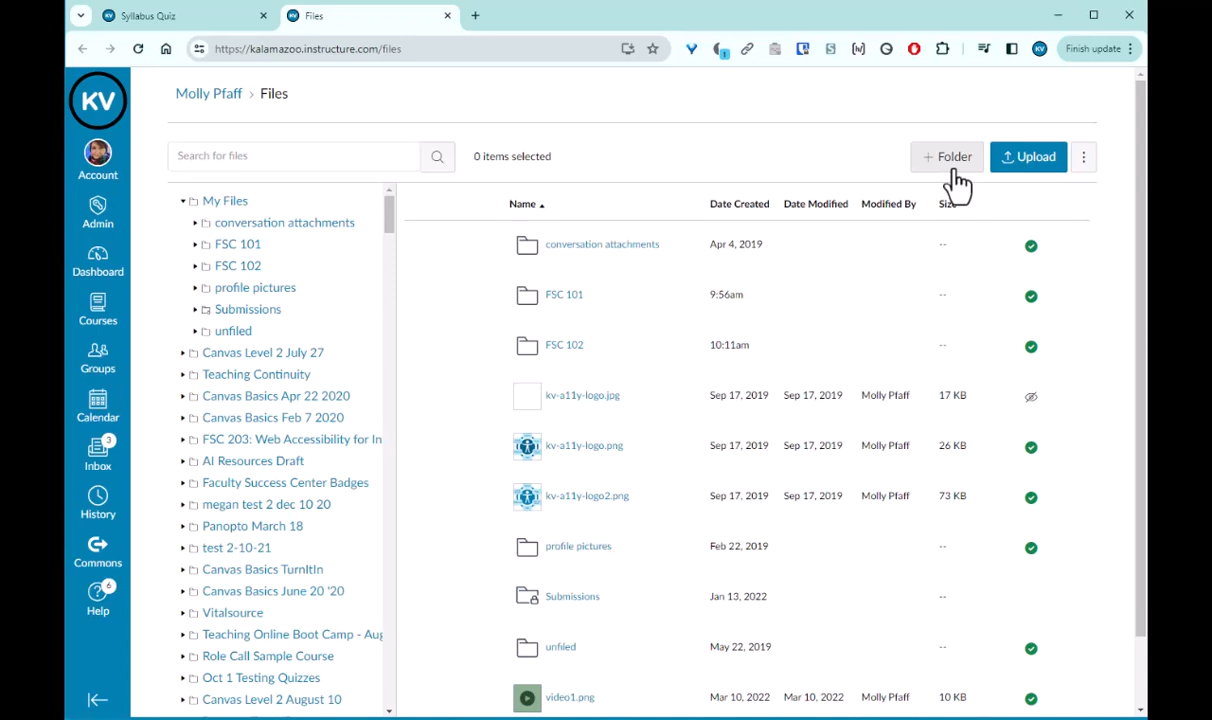 Syllabus Quiz
Files
https://kalamazoo.instructure.com/files
Finish update
KV
Molly Pfaff > Files
Account
Admin
Dashboard
Courses
Groups
Calendar
3
Inbox
History
Commons
6
Help
Search for files
0 items selected
+ Folder
Upload
My Files
conversation attachments
FSC 101
FSC 102
profile pictures
Submissions
unfiled
Canvas Level 2 July 27
Teaching Continuity
Canvas Basics Apr 22 2020
Canvas Basics Feb 7 2020
FSC 203: Web Accessibility for In
AI Resources Draft
Faculty Success Center Badges
megan test 2 dec 10 20
Panopto March 18
test 2-10-21
Canvas Basics TurnItIn
Canvas Basics June 20 '20
Vitalsource
Teaching Online Boot Camp - Aug
Role Call Sample Course
Oct 1 Testing Quizzes
Canvas Level 2 August 10
Name Date Created Date Modified Modified By Size
conversation attachments Apr 4, 2019 --
FSC 101 9:56am --
FSC 102 10:11am --
kv-a11y-logo.jpg Sep 17, 2019 Sep 17, 2019 Molly Pfaff 17 KB
kv-a11y-logo.png Sep 17, 2019 Sep 17, 2019 Molly Pfaff 26 KB
kv-a11y-logo2.png Sep 17, 2019 Sep 17, 2019 Molly Pfaff 73 KB
profile pictures Feb 22, 2019 --
Submissions Jan 13, 2022 --
unfiled May 22, 2019 --
video1.png Mar 10, 2022 Mar 10, 2022 Molly Pfaff 10 KB